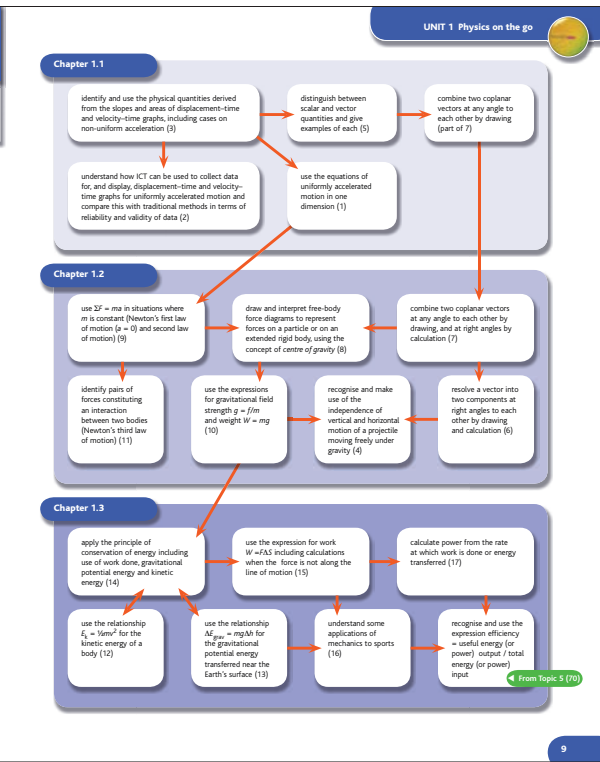 UNIT 1 Physics on the go
Chapter 1.1
identify and use the physical quantities derived
from the slopes and areas of displacement–time
and velocity–time graphs, including cases on
non-uniform acceleration (3)
distinguish between
scalar and vector
quantities and give
examples of each (5)
combine two coplanar
vectors at any angle to
each other by drawing
(part of 7)
understand how ICT can be used to collect data
for, and display, displacement–time and velocity–
time graphs for uniformly accelerated motion and
compare this with traditional methods in terms of
reliability and validity of data (2)
use the equations of
uniformly accelerated
motion in one
dimension (1)
Chapter 1.2
use ΣF = ma in situations where
m is constant (Newton's first law
of motion (a = 0) and second law
of motion) (9)
draw and interpret free-body
force diagrams to represent
forces on a particle or on an
extended rigid body, using the
concept of centre of gravity (8)
combine two coplanar vectors
at any angle to each other by
drawing, and at right angles by
calculation (7)
identify pairs of
forces constituting
an interaction
between two bodies
(Newton's third law
of motion) (11)
use the expressions
for gravitational field
strength g = f/m
and weight W = mg
(10)
recognise and make
use of the
independence of
vertical and horizontal
motion of a projectile
moving freely under
gravity (4)
resolve a vector into
two components at
right angles to each
other by drawing
and calculation (6)
Chapter 1.3
apply the principle of
conservation of energy including
use of work done, gravitational
potential energy and kinetic
energy (14)
use the expression for work
W =FΔS including calculations
when the force is not along the
line of motion (15)
calculate power from the rate
at which work is done or energy
transferred (17)
use the relationship
Ek = ½mv² for the
kinetic energy of a
body (12)
use the relationship
ΔEgrav = mgΔh for
the gravitational
potential energy
transferred near the
Earth's surface (13)
understand some
applications of
mechanics to sports
(16)
recognise and use the
expression efficiency
= useful energy (or
power) output / total
energy (or power)
input
From Topic 5 (70)
9